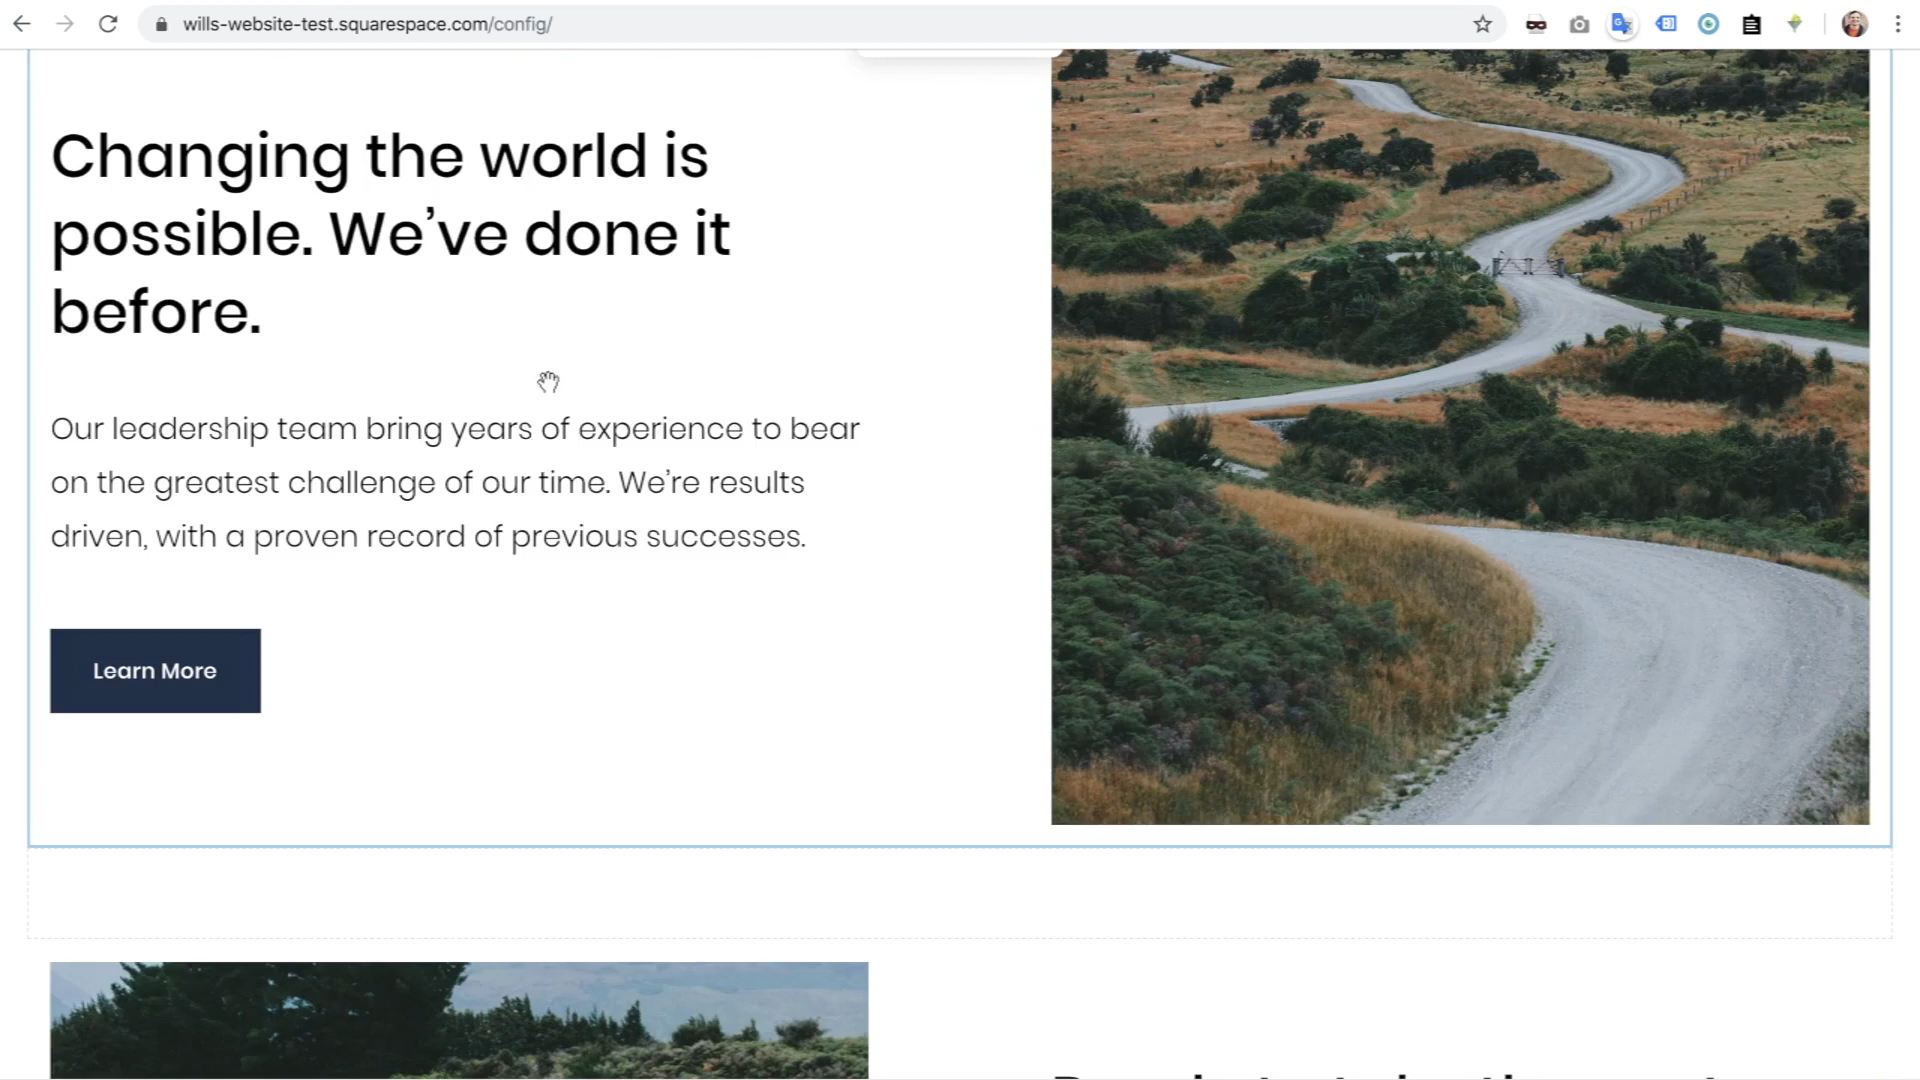 wills-website-test.squarespace.com/config/
Changing the world is
possible. We’ve done it
before.
Our leadership team bring years of experience to bear
on the greatest challenge of our time. We’re results
driven, with a proven record of previous successes.
Learn More